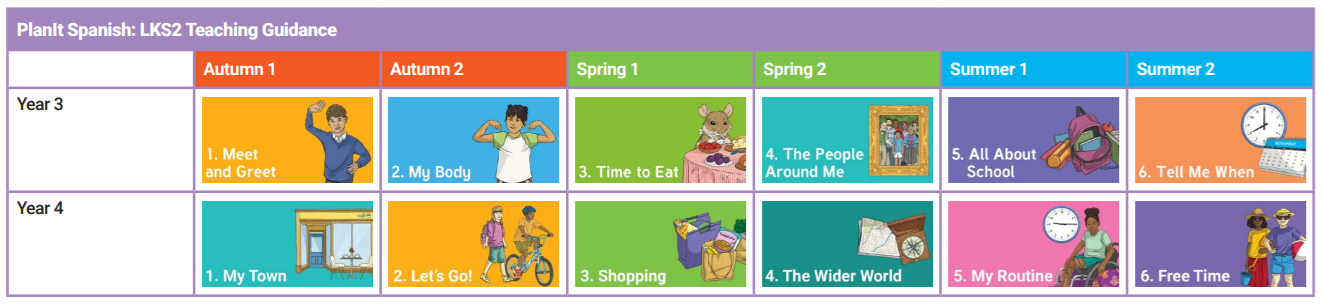 PlanIt Spanish: LKS2 Teaching Guidance
Autumn 1
Autumn 2
Spring 1
Spring 2
Summer 1
Summer 2
Year 3
1. Meet
and Greet
2. My Body
3. Time to Eat
4. The People
Around Me
5. All About
School
6. Tell Me When
Year 4
1. My Town
2. Let's Go!
3. Shopping
4. The Wider World
5. My Routine
6. Free Time